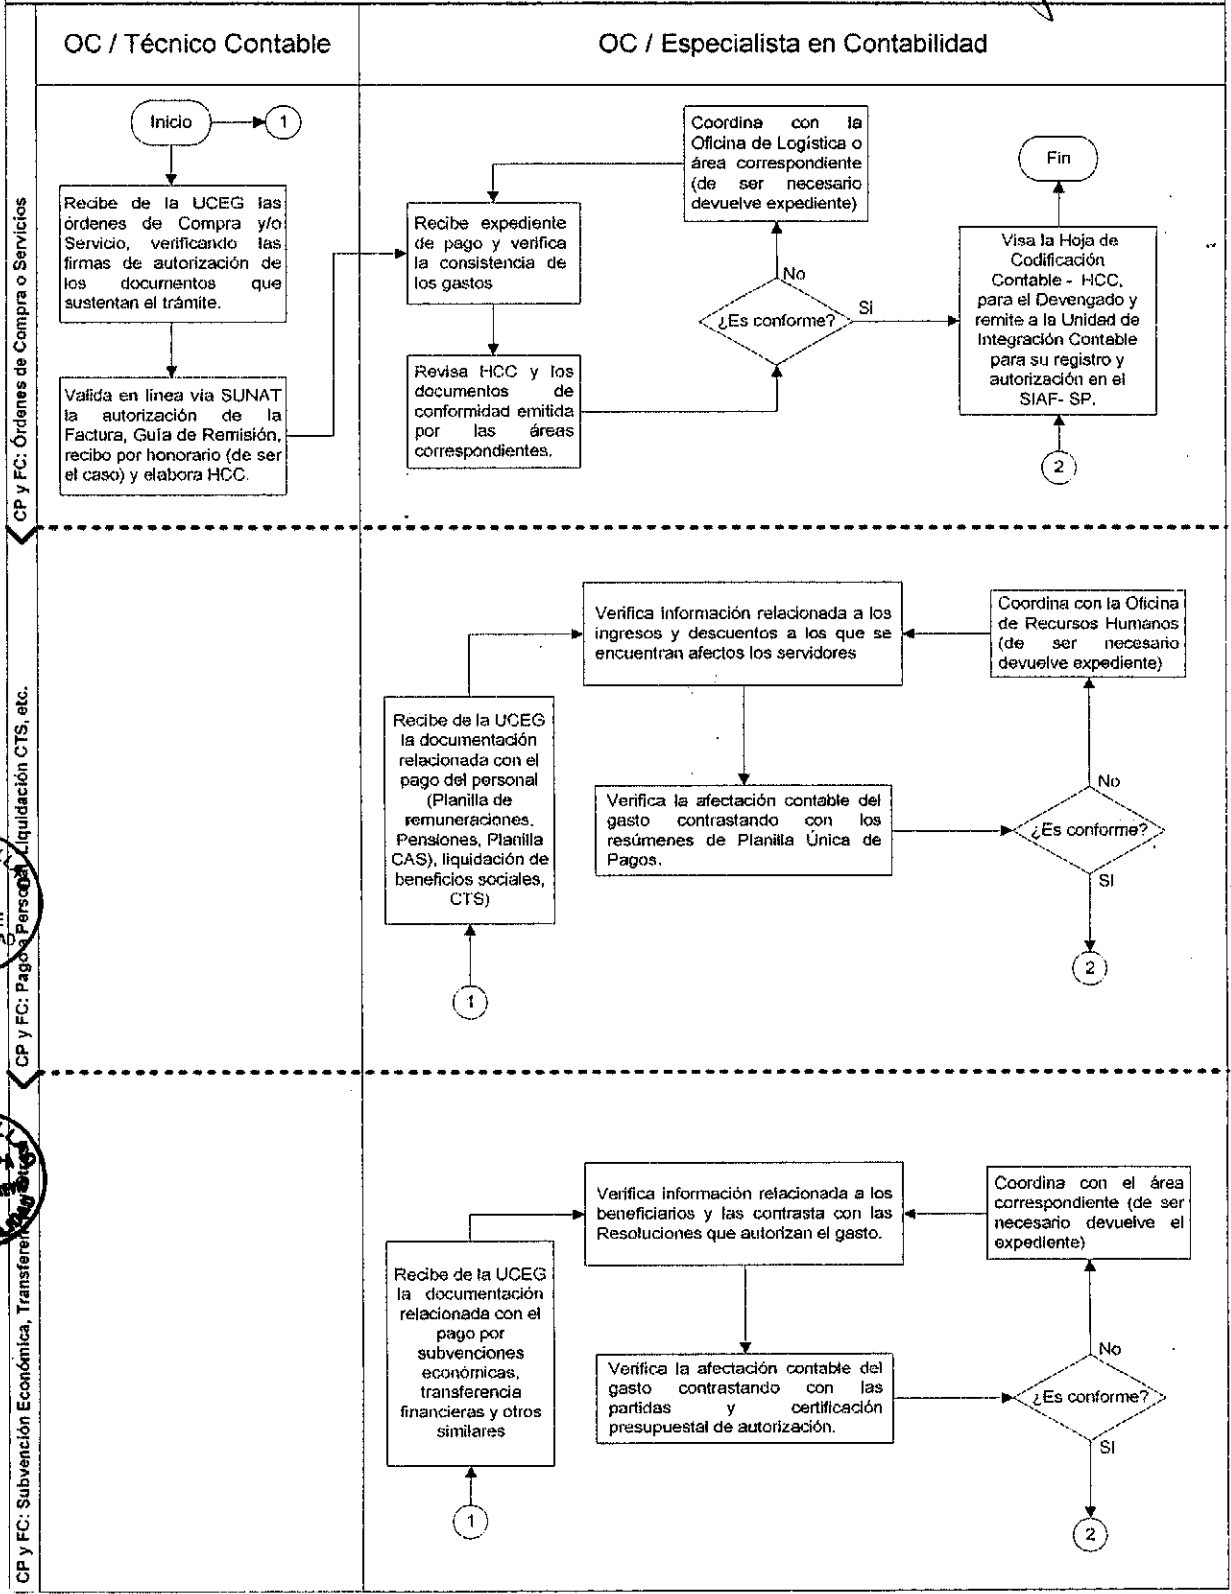 OC / Técnico Contable
OC / Especialista en Contabilidad
CP y FC: Órdenes de Compra o Servicios
Inicio
1
Recibe de la UCEG las
órdenes de Compra y/o
Servicio, verificando las
firmas de autorización de
los documentos que
sustentan el trámite.
Valida en línea via SUNAT
la autorización de la
Factura, Guía de Remisión,
recibo por honorario (de ser
el caso) y elabora HCC.
Recibe expediente
de pago y verifica
la consistencia de
los gastos
Revisa HCC y los
documentos de
conformidad emitida
por las áreas
correspondientes.
Coordina con la
Oficina de Logística o
área correspondiente
(de ser necesario
devuelve expediente)
No
¿Es conforme?
SI
Fin
Visa la Hoja de
Codificación
Contable - HCC,
para el Devengado y
remite a la Unidad de
Integración Contable
para su registro y
autorización en el
SIAF- SP.
2
CP y FC: Pago a Personal, Liquidación CTS, etc.
Verifica información relacionada a los
ingresos y descuentos a los que se
encuentran afectos los servidores
Coordina con la Oficina
de Recursos Humanos
(de ser necesario
devuelve expediente)
Recibe de la UCEG
la documentación
relacionada con el
pago del personal
(Planilla de
remuneraciones,
Pensiones, Planilla
CAS), liquidación de
beneficios sociales,
CTS)
Verifica la afectación contable del
gasto contrastando con los
resúmenes de Planilla Única de
Pagos.
No
¿Es conforme?
SI
2
1
CP y FC: Subvención Económica,
Verifica información relacionada a los
beneficiarios y las contrasta con las
Resoluciones que autorizan el gasto.
Coordina con el área
correspondiente (de ser
necesario devuelve el
expediente)
Recibe de la UCEG
la documentación
relacionada con el
pago por
subvenciones
económicas,
transferencia
financieras y otros
similares
Verifica la afectación contable del
gasto contrastando con las
partidas y certificación
presupuestal de autorización.
No
¿Es conforme?
SI
1
2